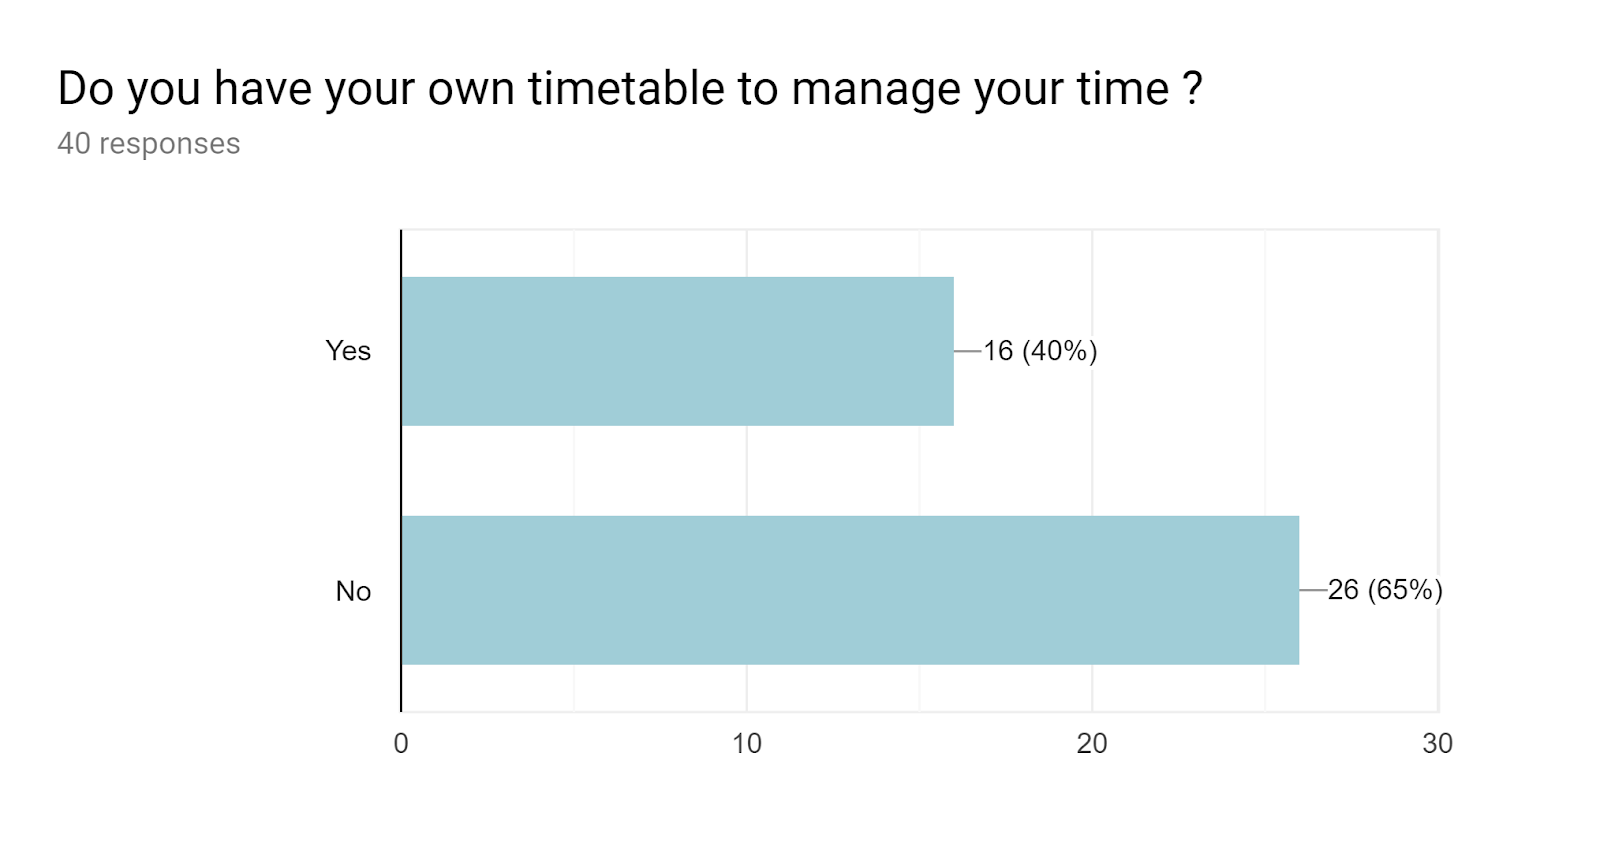 Do you have your own timetable to manage your time ?
40 responses
Yes
16 (40%)
No
26 (65%)
0 10 20 30